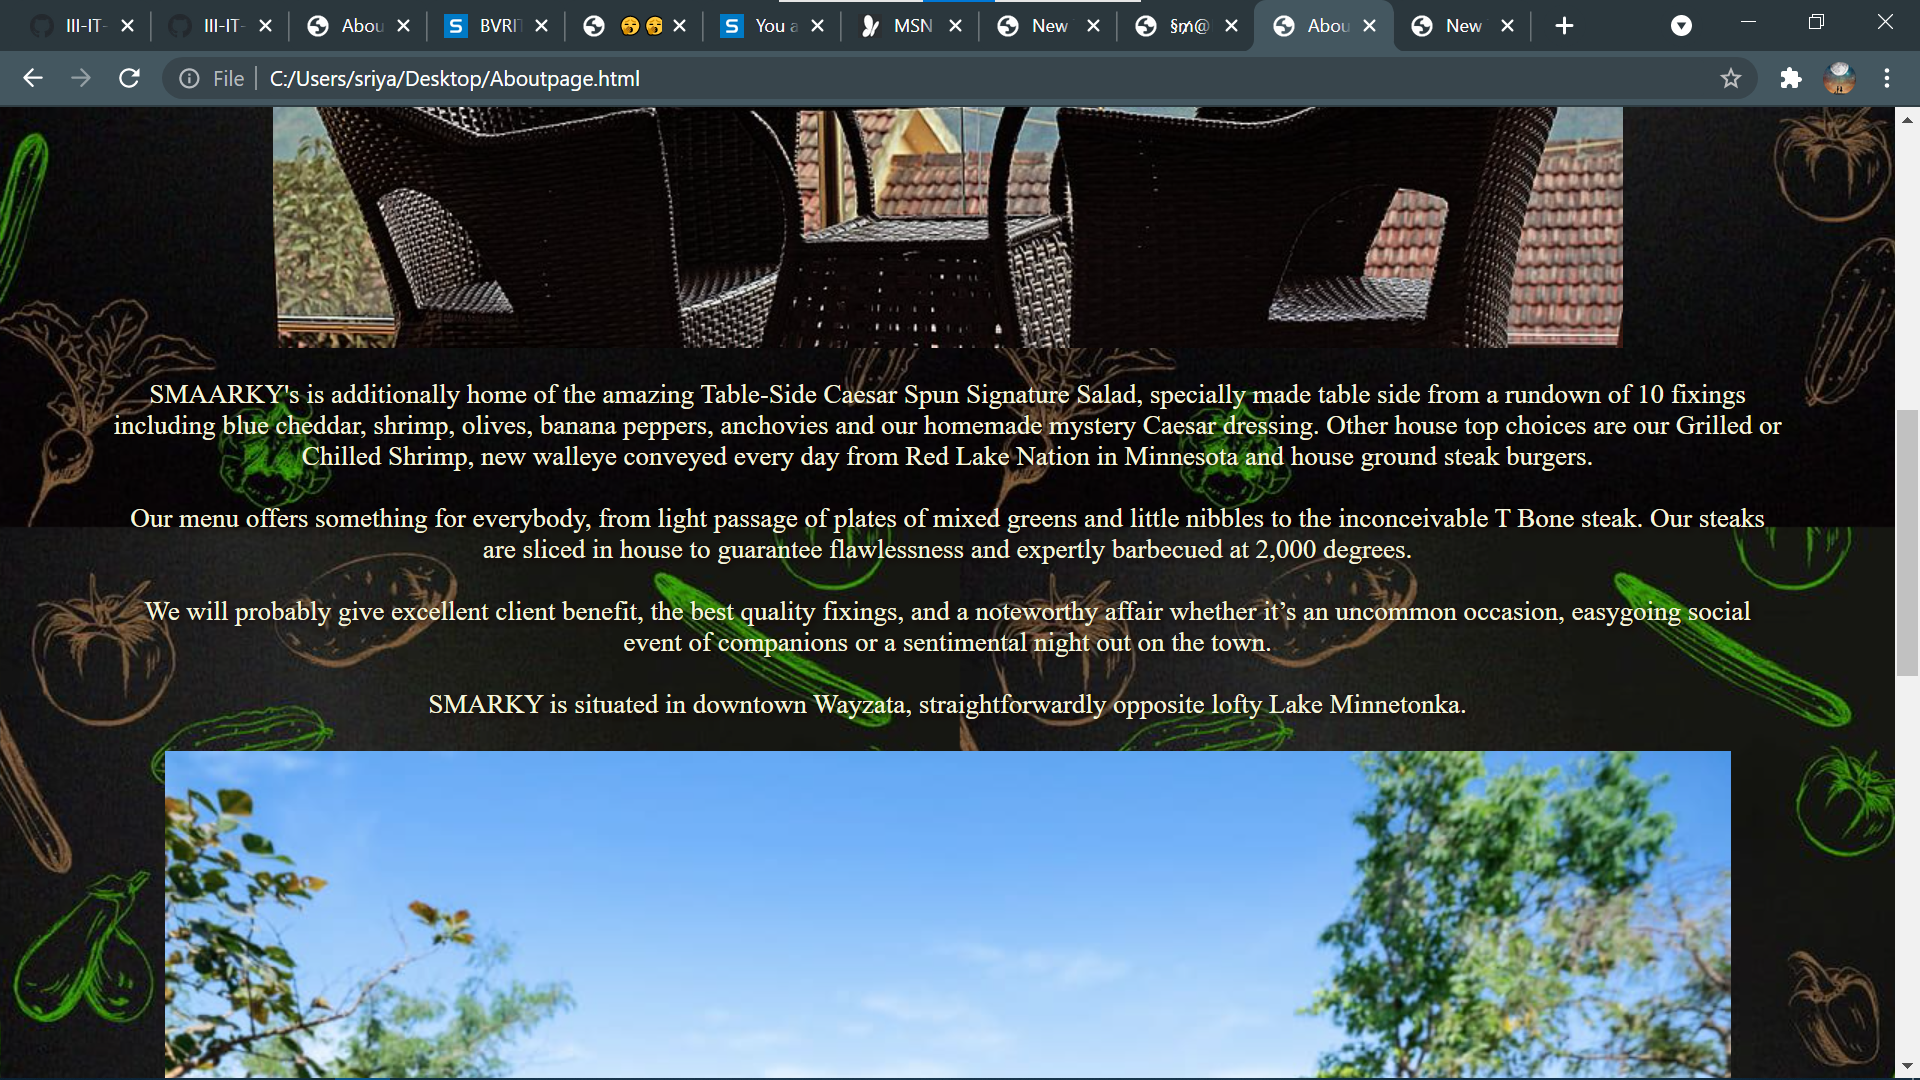 III-IT-
III-IT-
Abou
BVRIT
😚😚
You a
MSN
New
§m@
Abou
New
File
C:/Users/sriya/Desktop/Aboutpage.html
SMAARKY's is additionally home of the amazing Table-Side Caesar Spun Signature Salad, specially made table side from a rundown of 10 fixings
including blue cheddar, shrimp, olives, banana peppers, anchovies and our homemade mystery Caesar dressing. Other house top choices are our Grilled or
Chilled Shrimp, new walleye conveyed every day from Red Lake Nation in Minnesota and house ground steak burgers.
Our menu offers something for everybody, from light passage of plates of mixed greens and little nibbles to the inconceivable T Bone steak. Our steaks
are sliced in house to guarantee flawlessness and expertly barbecued at 2,000 degrees.
We will probably give excellent client benefit, the best quality fixings, and a noteworthy affair whether it’s an uncommon occasion, easygoing social
event of companions or a sentimental night out on the town.
SMARKY is situated in downtown Wayzata, straightforwardly opposite lofty Lake Minnetonka.